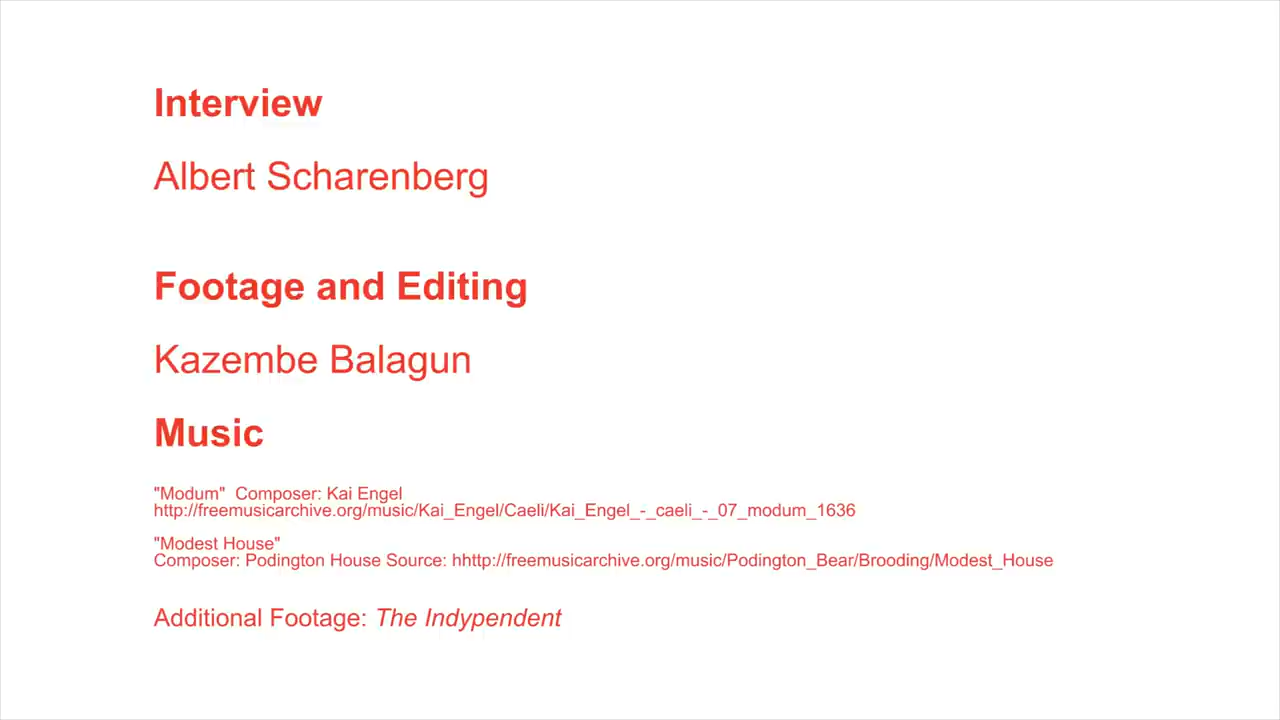 Interview
Albert Scharenberg
Footage and Editing
Kazembe Balagun
Music
"Modum"  Composer: Kai Engel
http://freemusicarchive.org/music/Kai_Engel/Caeli/Kai_Engel_-_caeli_-_07_modum_1636
"Modest House"
Composer: Podington House Source: hhttp://freemusicarchive.org/music/Podington_Bear/Brooding/Modest_House
Additional Footage: The Indypendent